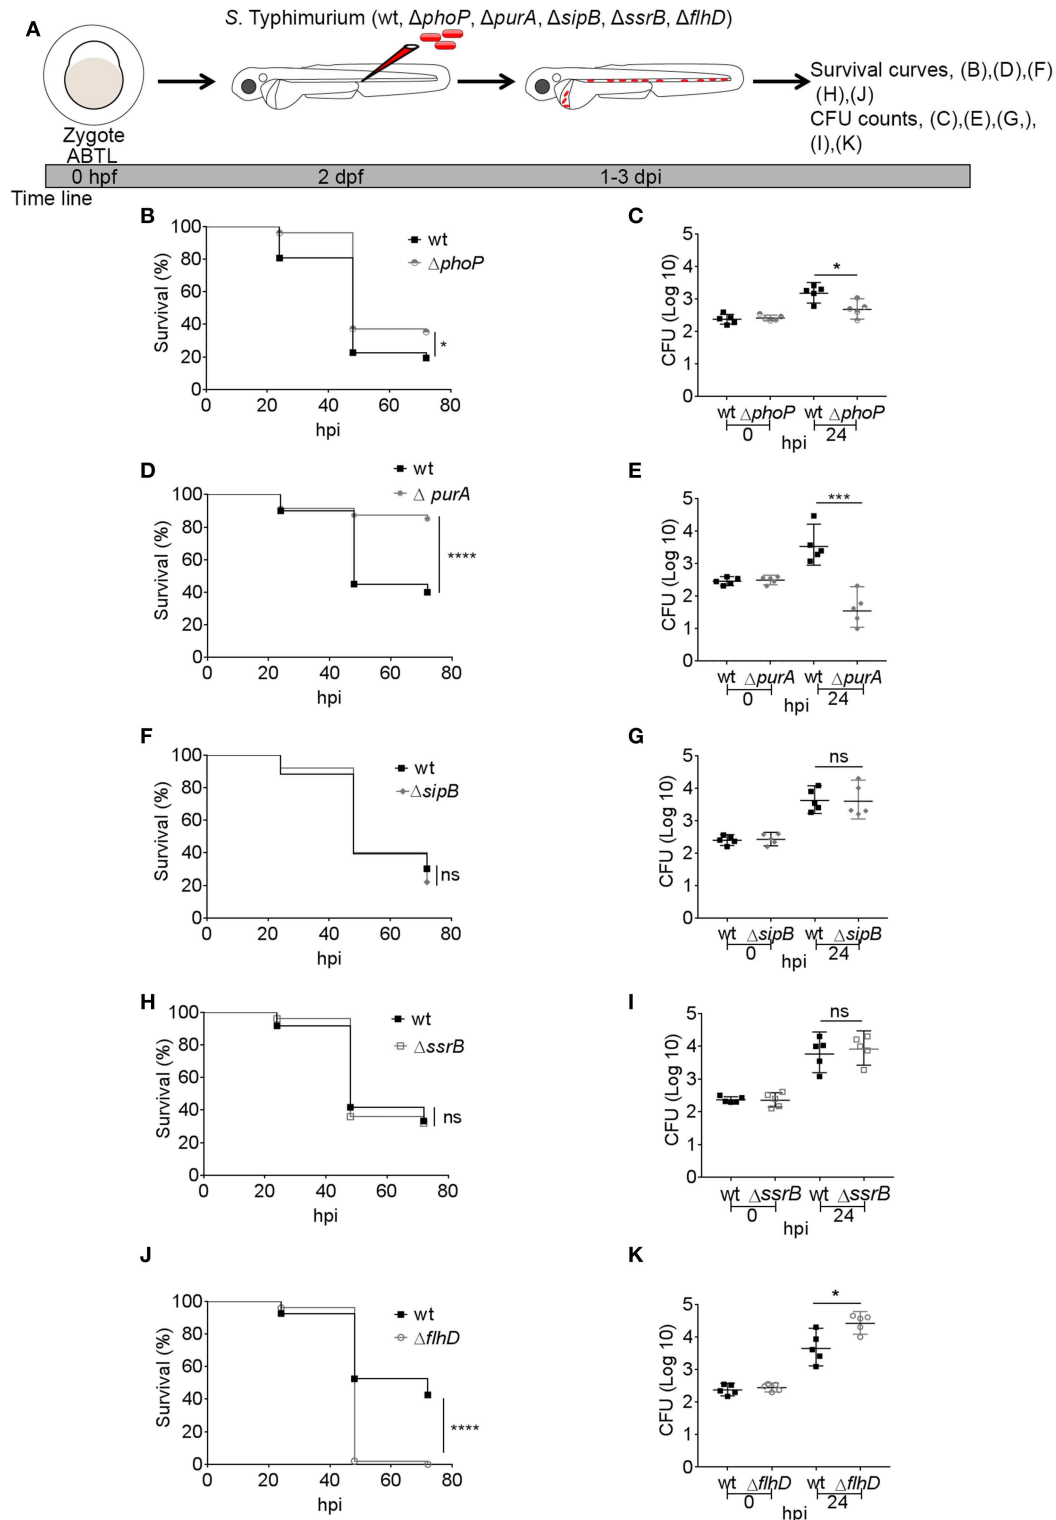 A
S. Typhimurium (wt, ΔphoP, ΔpurA, ΔsipB, ΔssrB, ΔflhD)
Zygote
ABTL
Survival curves, (B),(D),(F)
(H),(J)
CFU counts, (C),(E),(G,),
(I),(K)
0 hpf
2 dpf
1-3 dpi
Time line
B
Survival (%)
100
80
60
40
20
0
0 20 40 60 80
hpi
wt
ΔphoP
*
C
CFU (Log 10)
5
4
3
2
1
0
*
wt ΔphoP wt ΔphoP
0 24
hpi
D
Survival (%)
100
80
60
40
20
0
0 20 40 60 80
hpi
wt
Δ purA
****
E
CFU (Log 10)
5
4
3
2
1
0
***
wt ΔpurA wt ΔpurA
0 24
hpi
F
Survival (%)
100
80
60
40
20
0
0 20 40 60 80
hpi
wt
ΔsipB
ns
G
CFU (Log 10)
5
4
3
2
1
0
ns
wt ΔsipB wt ΔsipB
0 24
hpi
H
Survival (%)
100
80
60
40
20
0
0 20 40 60 80
hpi
wt
ΔssrB
ns
I
CFU (Log 10)
5
4
3
2
1
0
ns
wt ΔssrB wt ΔssrB
0 24
hpi
J
Survival (%)
100
80
60
40
20
0
0 20 40 60 80
hpi
wt
ΔflhD
****
K
CFU (Log 10)
5
4
3
2
1
0
*
wt ΔflhD wt ΔflhD
0 24
hpi